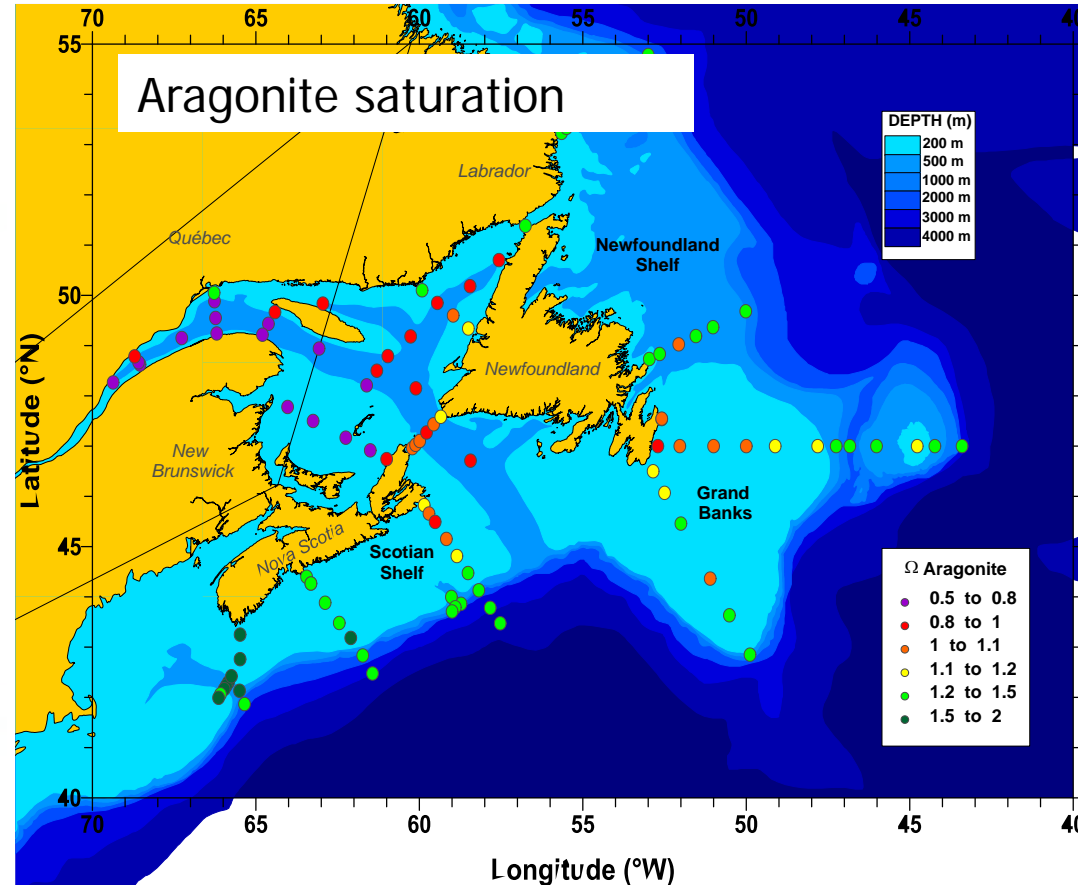 70 65 60 55 50 45 40
55
Aragonite saturation
DEPTH (m)
200 m
500 m
1000 m
2000 m
3000 m
4000 m
Labrador
Québec
Newfoundland
Shelf
50
Latitude (°N)
Newfoundland
New
Brunswick
Grand
Banks
Nova Scotia
Scotian
Shelf
45
Ω Aragonite
0.5 to 0.8
0.8 to 1
1 to 1.1
1.1 to 1.2
1.2 to 1.5
1.5 to 2
40
70 65 60 55 50 45 40
Longitude (°W)